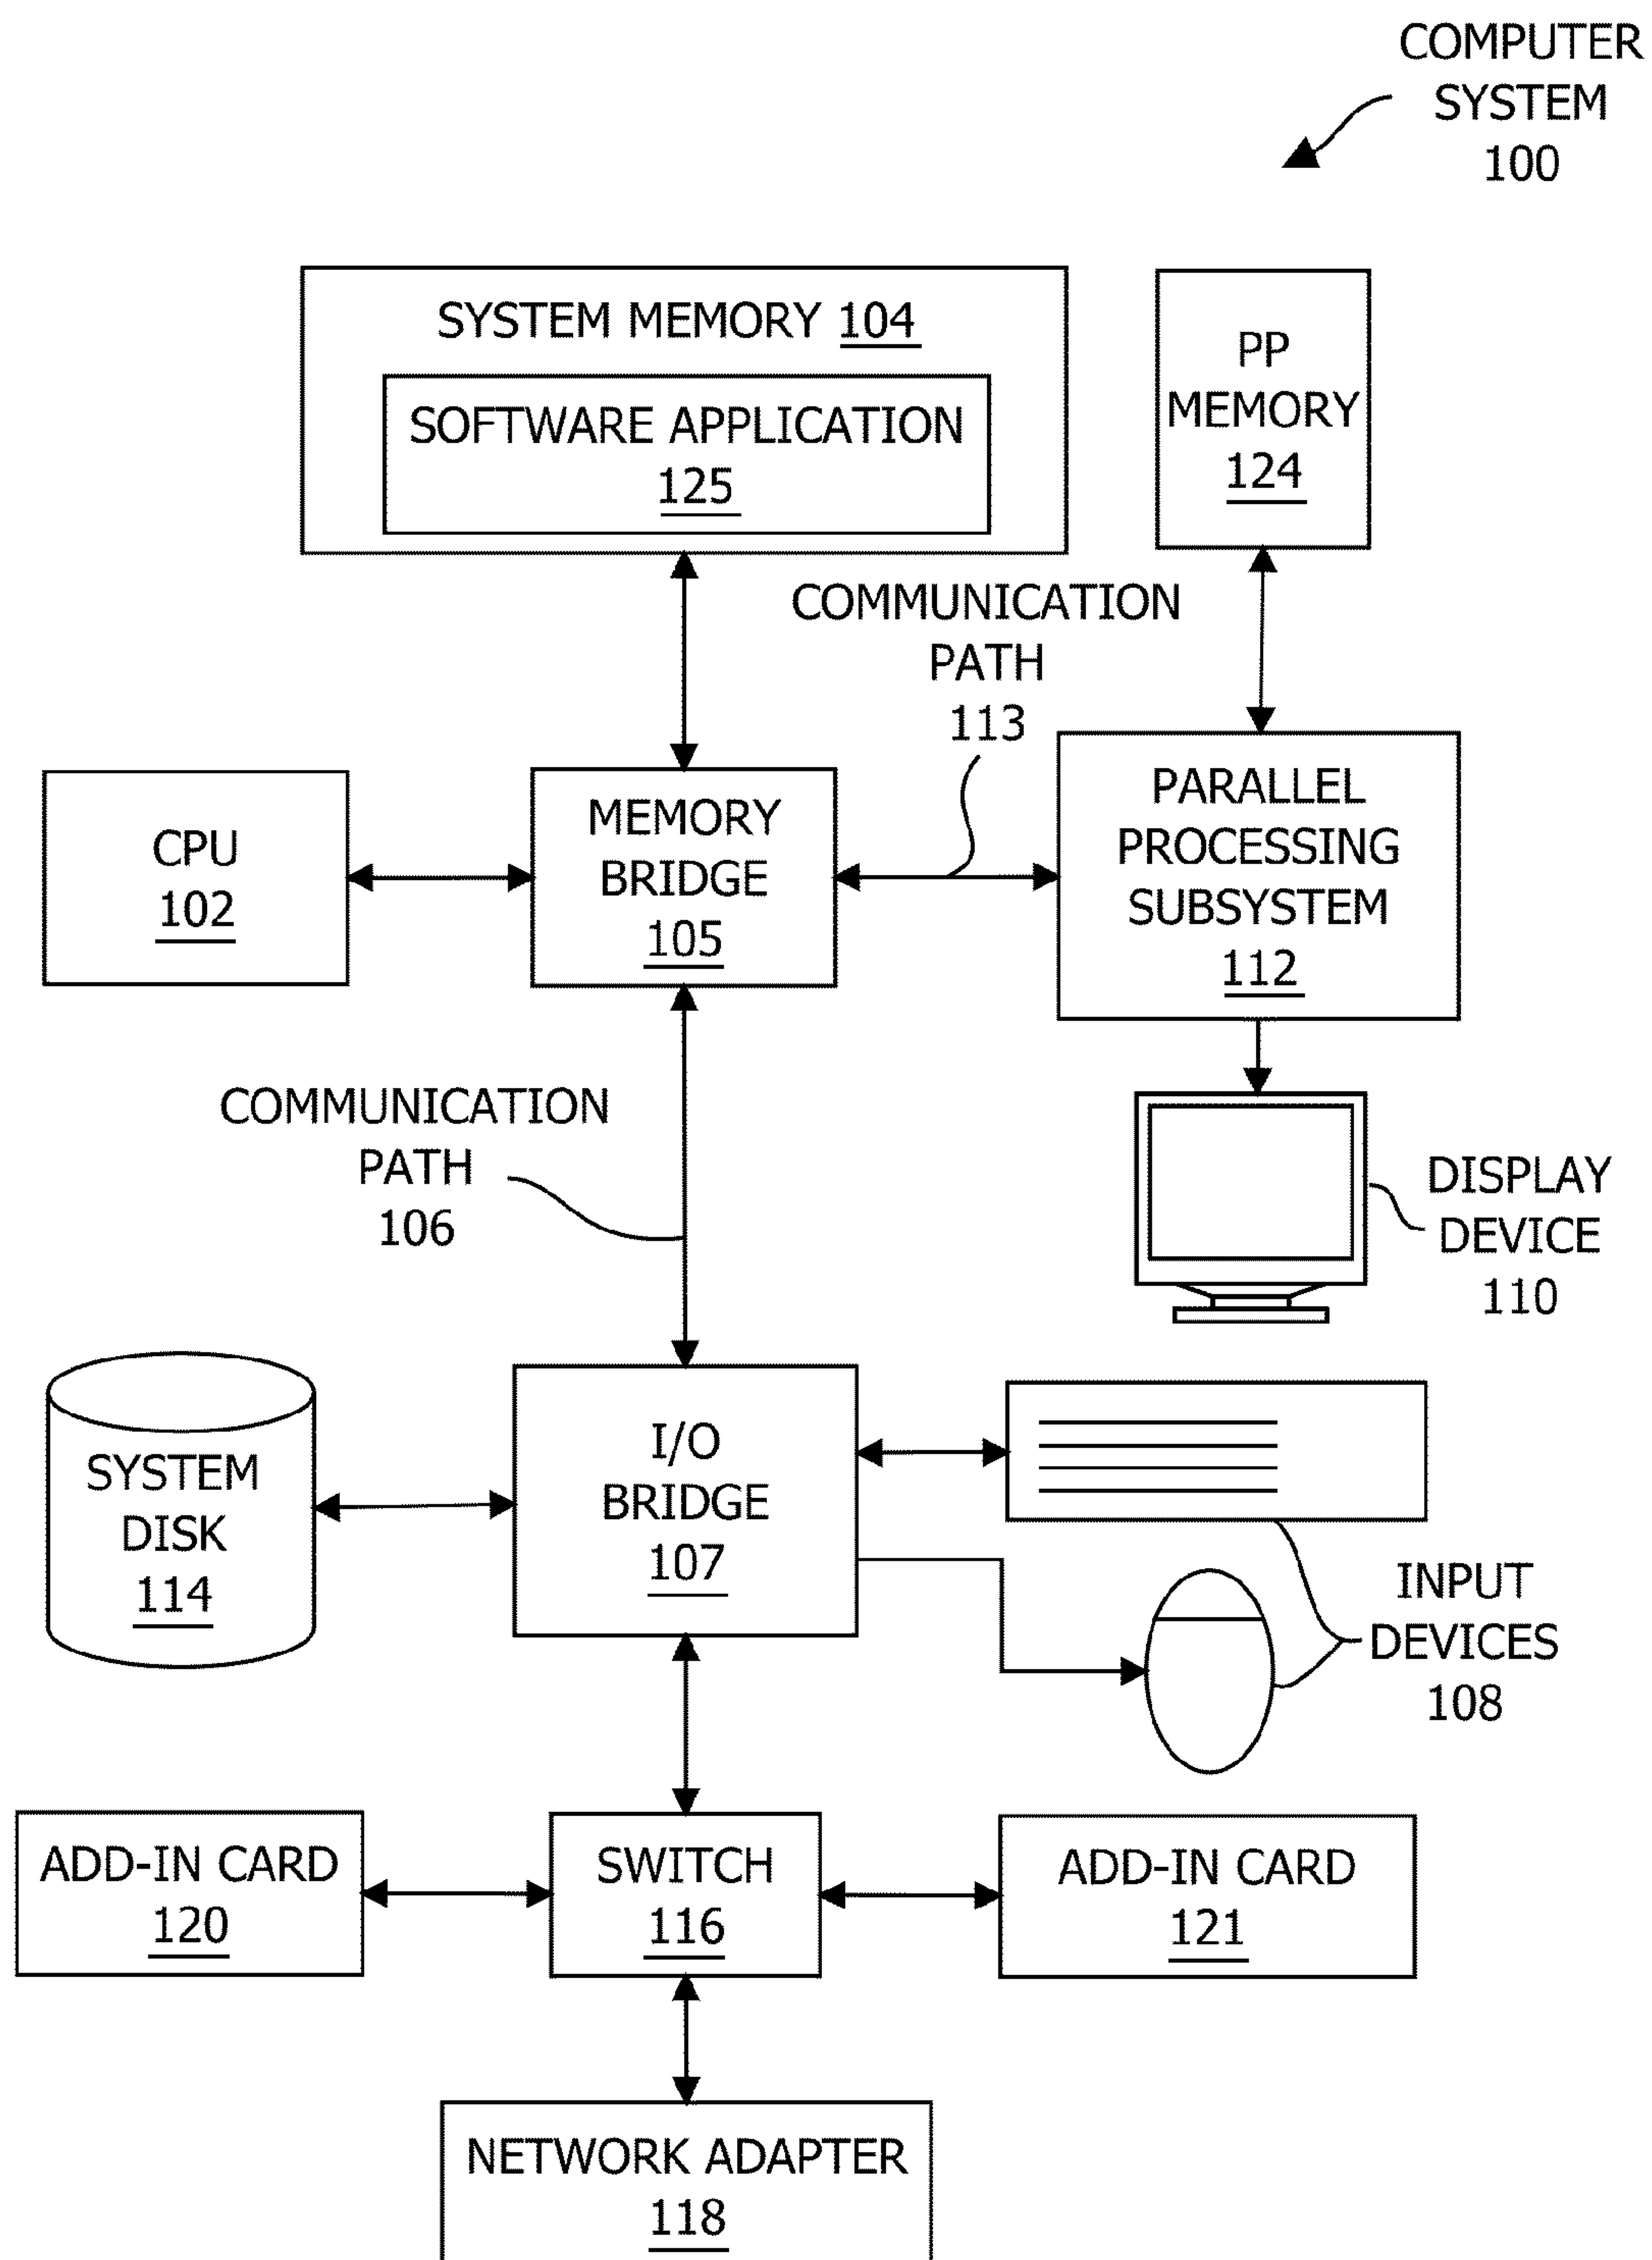 COMPUTER
SYSTEM
100
SYSTEM MEMORY 104
SOFTWARE APPLICATION
125
PP
MEMORY
124
COMMUNICATION
PATH
113
CPU
102
MEMORY
BRIDGE
105
PARALLEL
PROCESSING
SUBSYSTEM
112
COMMUNICATION
PATH
106
DISPLAY
DEVICE
110
SYSTEM
DISK
114
I/O
BRIDGE
107
INPUT
DEVICES
108
ADD-IN CARD
120
SWITCH
116
ADD-IN CARD
121
NETWORK ADAPTER
118